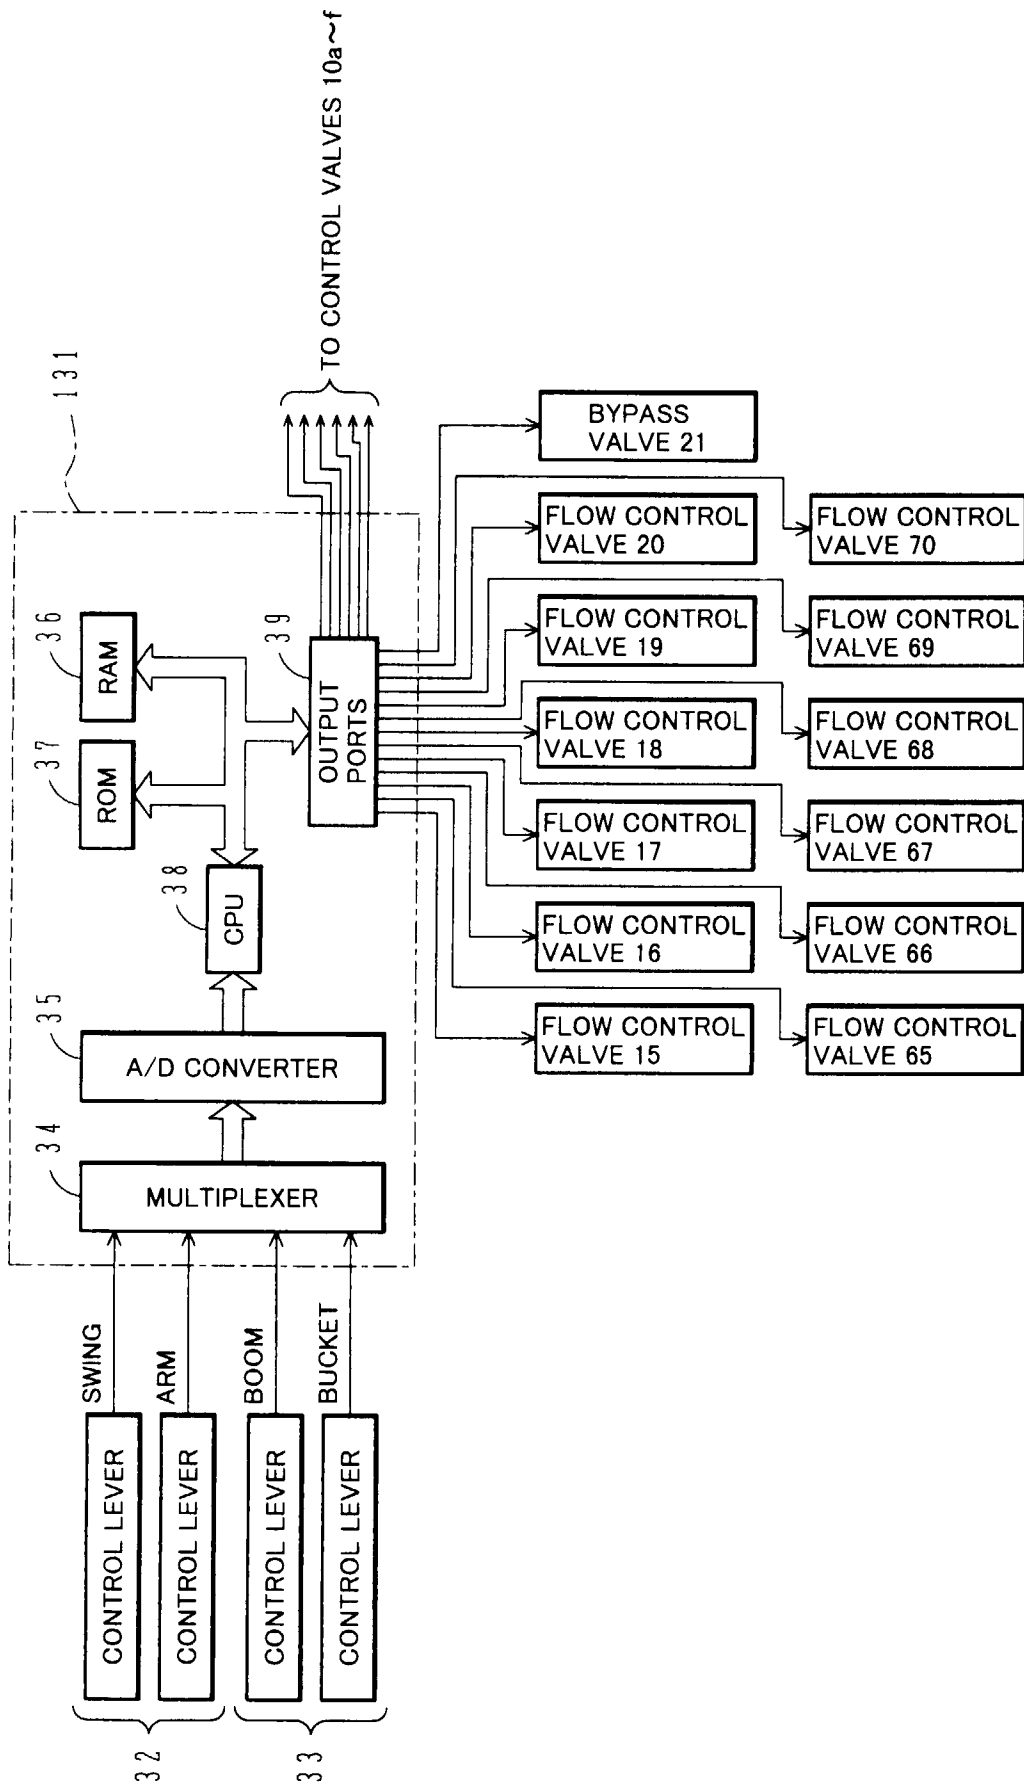 32
CONTROL LEVER
SWING
CONTROL LEVER
ARM
33
CONTROL LEVER
BOOM
CONTROL LEVER
BUCKET
34
MULTIPLEXER
35
A/D CONVERTER
38
CPU
37
ROM
36
RAM
131
39
OUTPUT
PORTS
TO CONTROL VALVES 10a~f
BYPASS
VALVE 21
FLOW CONTROL
VALVE 20
FLOW CONTROL
VALVE 70
FLOW CONTROL
VALVE 19
FLOW CONTROL
VALVE 69
FLOW CONTROL
VALVE 18
FLOW CONTROL
VALVE 68
FLOW CONTROL
VALVE 17
FLOW CONTROL
VALVE 67
FLOW CONTROL
VALVE 16
FLOW CONTROL
VALVE 66
FLOW CONTROL
VALVE 15
FLOW CONTROL
VALVE 65